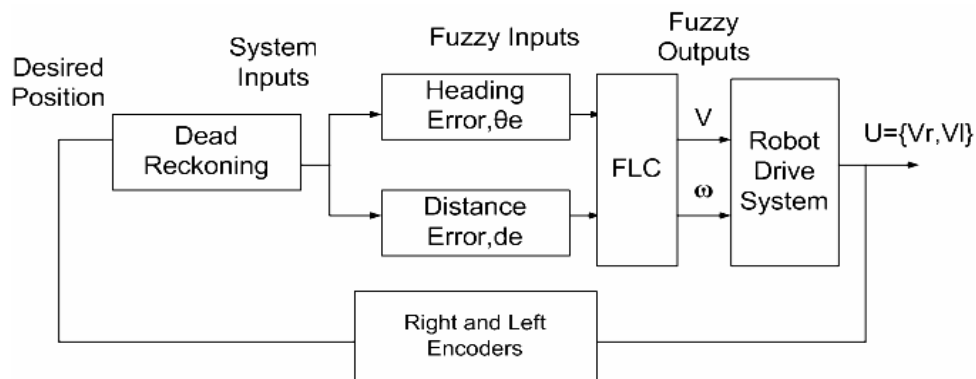 Desired
Position
System
Inputs
Fuzzy Inputs
Fuzzy
Outputs
Dead
Reckoning
Heading
Error,θe
Distance
Error,de
FLC
V
ω
Robot
Drive
System
U={Vr,Vl}
Right and Left
Encoders